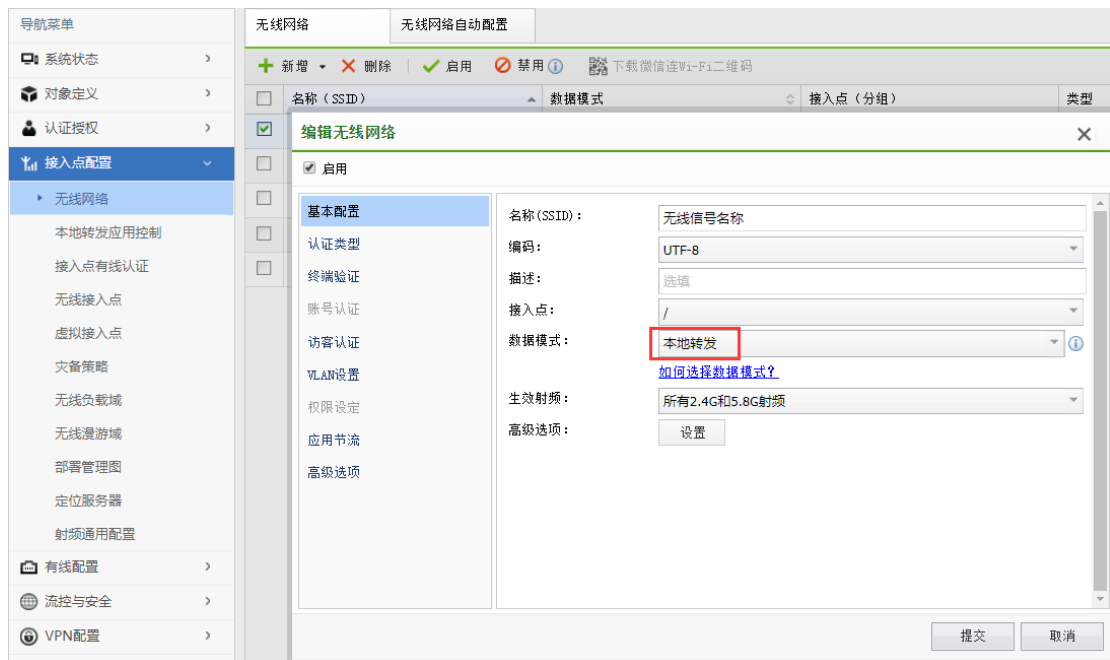 导航菜单
系统状态
对象定义
认证授权
接入点配置
无线网络
本地转发应用控制
接入点有线认证
无线接入点
虚拟接入点
灾备策略
无线负载域
无线漫游域
部署管理图
定位服务器
射频通用配置
有线配置
流控与安全
VPN配置
无线网络 无线网络自动配置
新增 删除 启用 禁用 下载微信连Wi-Fi二维码
名称（SSID） 数据模式 接入点（分组） 类型
编辑无线网络
启用
基本配置
认证类型
终端验证
账号认证
访客认证
VLAN设置
权限设定
应用节流
高级选项
名称(SSID)： 无线信号名称
编码： UTF-8
描述： 选填
接入点： /
数据模式： 本地转发
如何选择数据模式？
生效射频： 所有2.4G和5.8G射频
高级选项： 设置
提交 取消